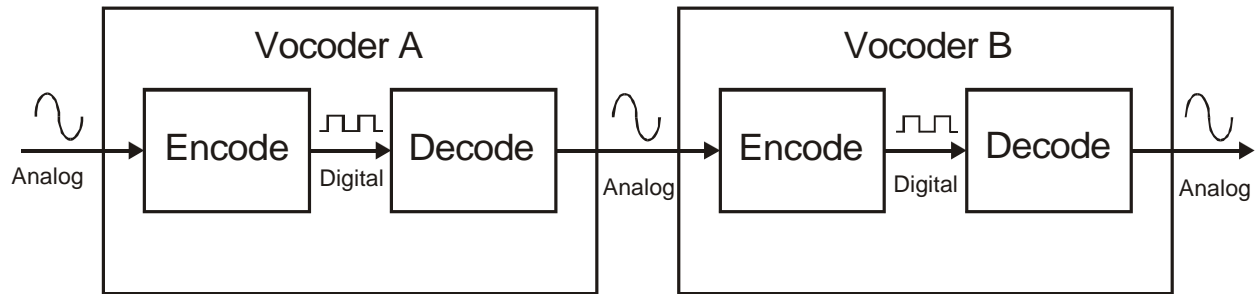 Vocoder A
Vocoder B
Encode
Decode
Encode
Decode
Analog
Digital
Analog
Digital
Analog